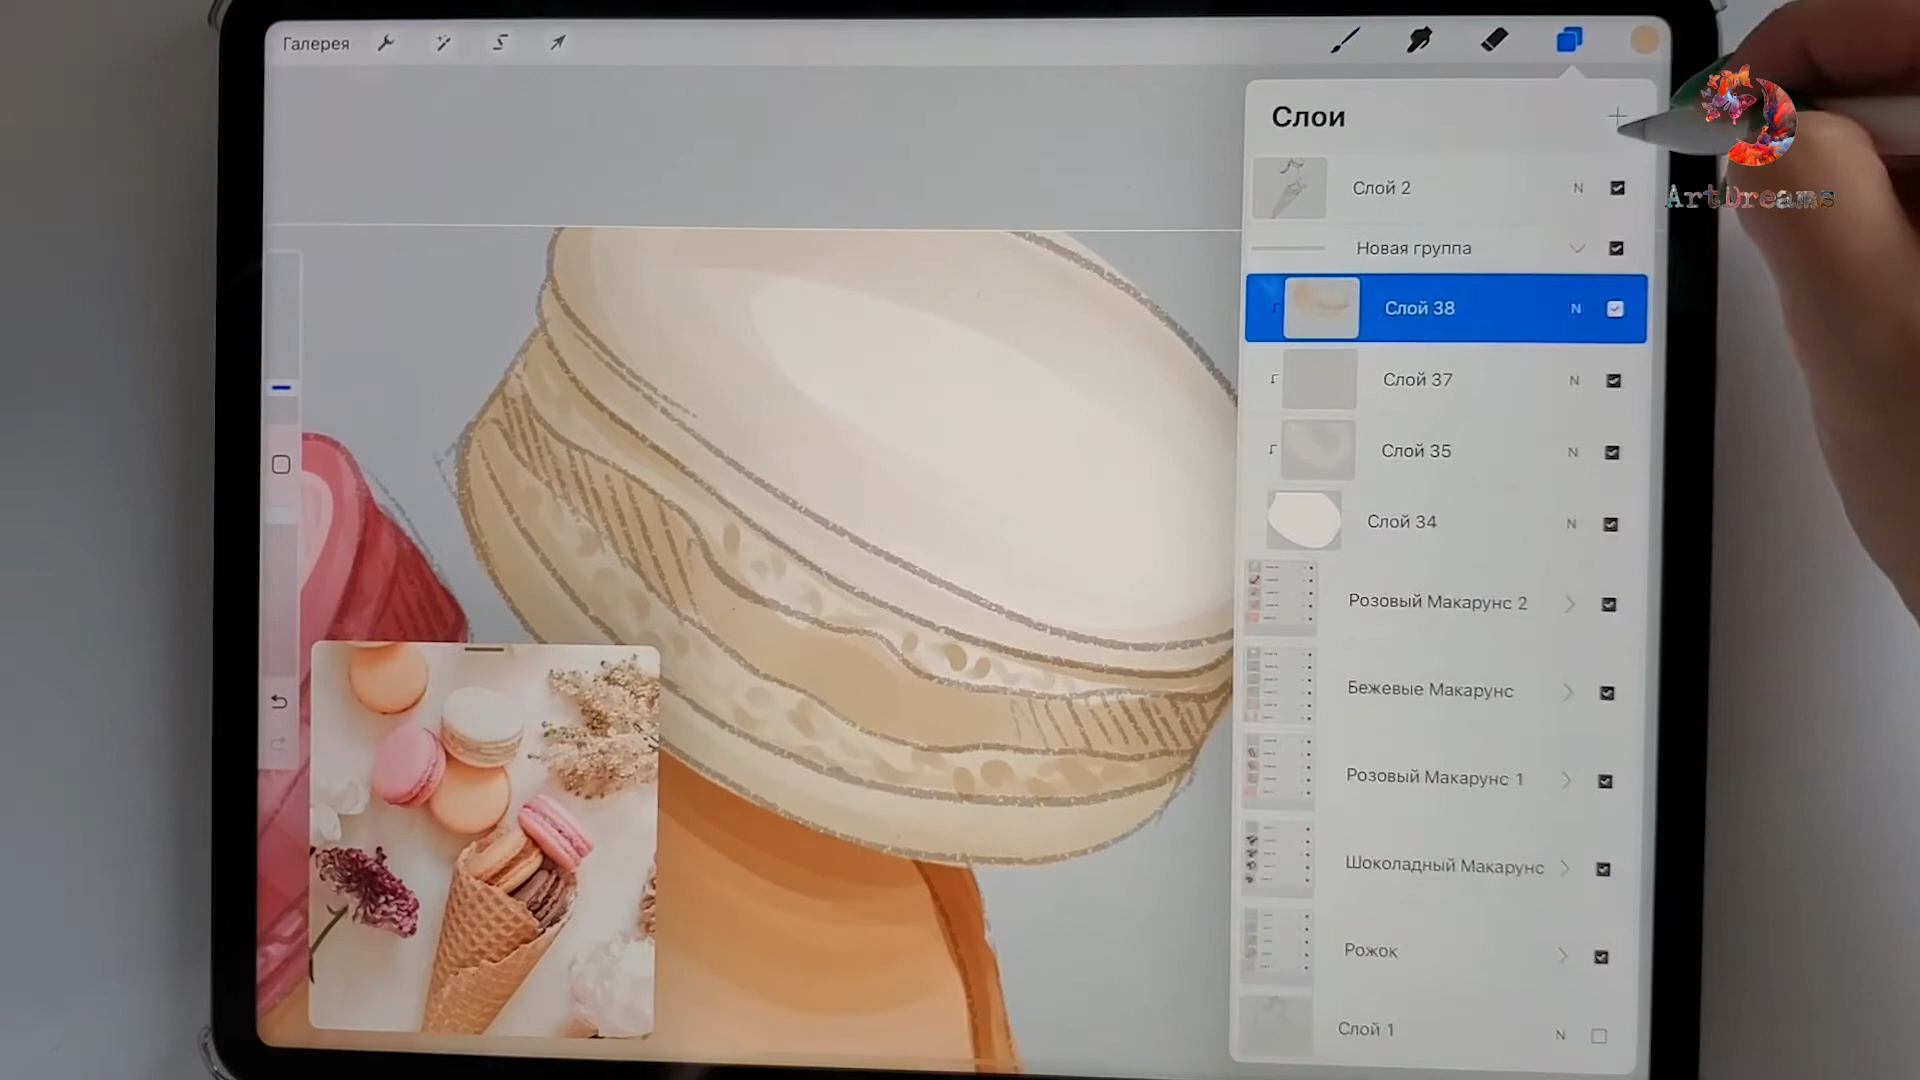 Галерея
Слои
Слой 2
N
Новая группа
Слой 38
N
Слой 37
N
Слой 35
N
Слой 34
N
Розовый Макарунс 2
Бежевые Макарунс
Розовый Макарунс 1
Шоколадный Макарунс
Рожок
Слой 1
N
ArtDreams